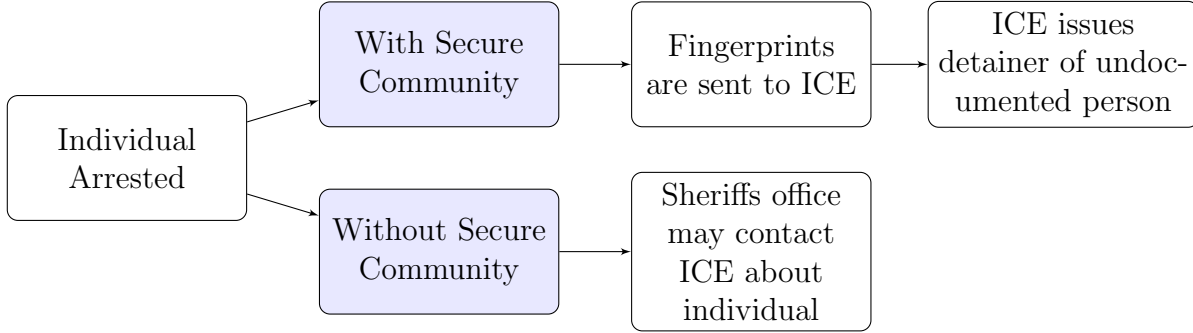 Individual
Arrested
With Secure
Community
Fingerprints
are sent to ICE
ICE issues
detainer of undoc-
umented person
Without Secure
Community
Sheriffs office
may contact
ICE about
individual